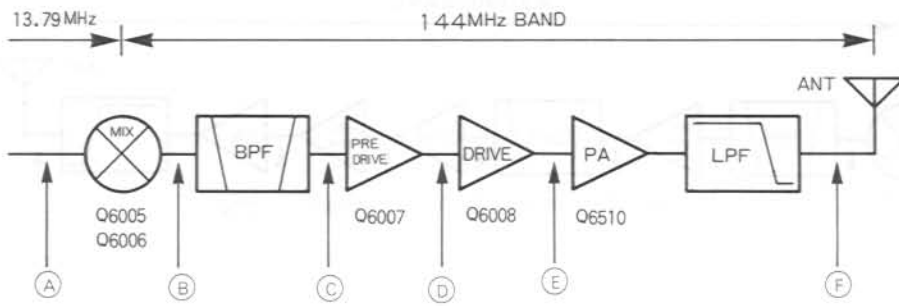 13.79 MHz
144MHz BAND
ANT
MIX
BPF
PRE
DRIVE
DRIVE
PA
LPF
Q6005
Q6006
Q6007
Q6008
Q6510
A
B
C
D
E
F